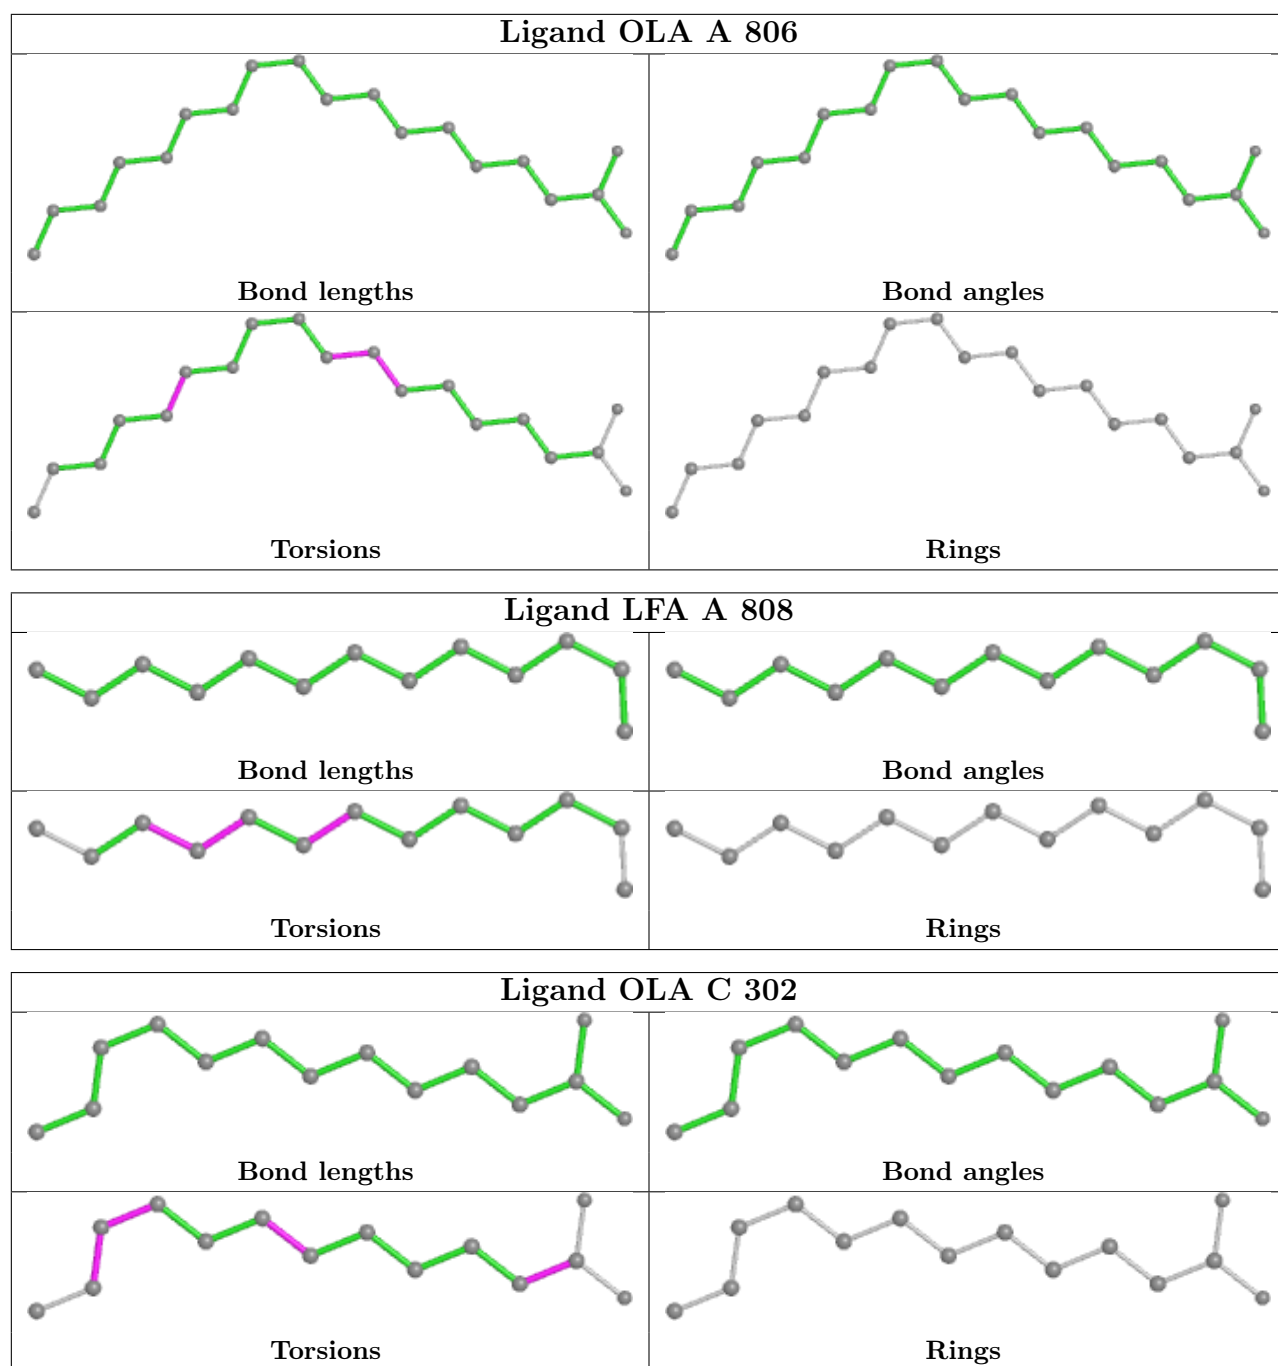 Ligand OLA A 806
Bond lengths
Bond angles
Torsions
Rings
Ligand LFA A 808
Bond lengths
Bond angles
Torsions
Rings
Ligand OLA C 302
Bond lengths
Bond angles
Torsions
Rings